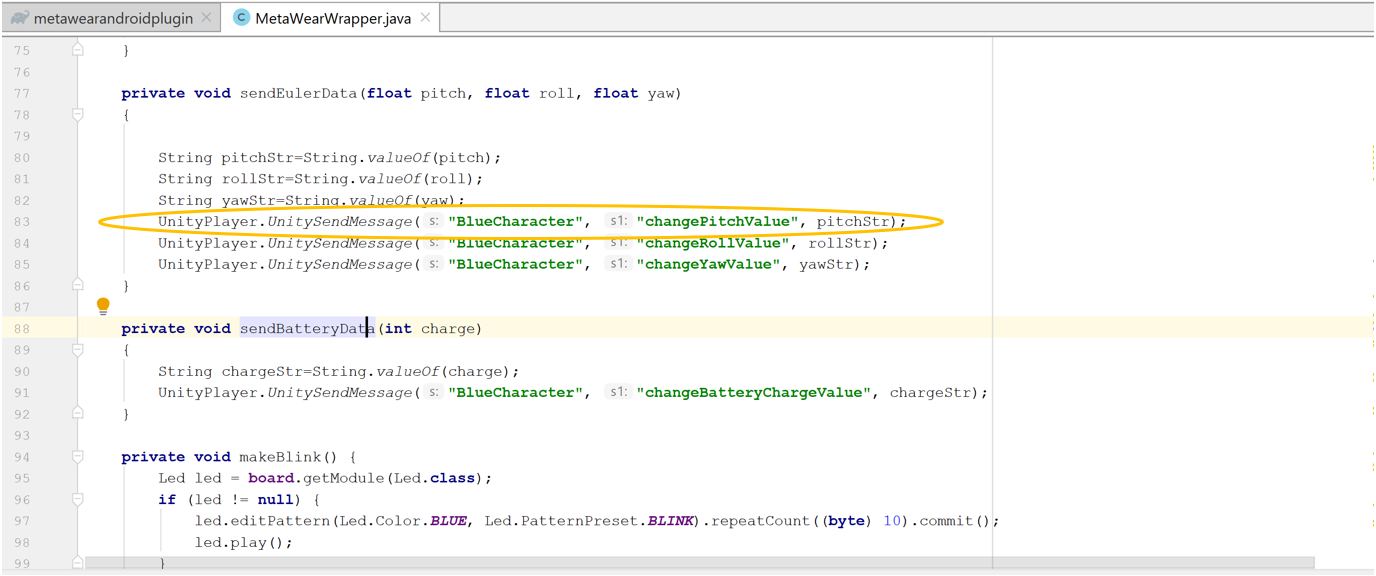 metawearandroidplugin × C MetaWearWrapper.java ×
75 }
76
77 private void sendEulerData(float pitch, float roll, float yaw)
78 {
79
80 String pitchStr=String.valueOf(pitch);
81 String rollStr=String.valueOf(roll);
82 String yawStr=String.valueOf(yaw);
83 UnityPlayer.UnitySendMessage( s: "BlueCharacter", s1: "changePitchValue", pitchStr);
84 UnityPlayer.UnitySendMessage( s: "BlueCharacter", s1: "changeRollValue", rollStr);
85 UnityPlayer.UnitySendMessage( s: "BlueCharacter", s1: "changeYawValue", yawStr);
86 }
87
88 private void sendBatteryData(int charge)
89 {
90 String chargeStr=String.valueOf(charge);
91 UnityPlayer.UnitySendMessage( s: "BlueCharacter", s1: "changeBatteryChargeValue", chargeStr);
92 }
93
94 private void makeBlink() {
95 Led led = board.getModule(Led.class);
96 if (led != null) {
97 led.editPattern(Led.Color.BLUE, Led.PatternPreset.BLINK).repeatCount((byte) 10).commit();
98 led.play();
99 }